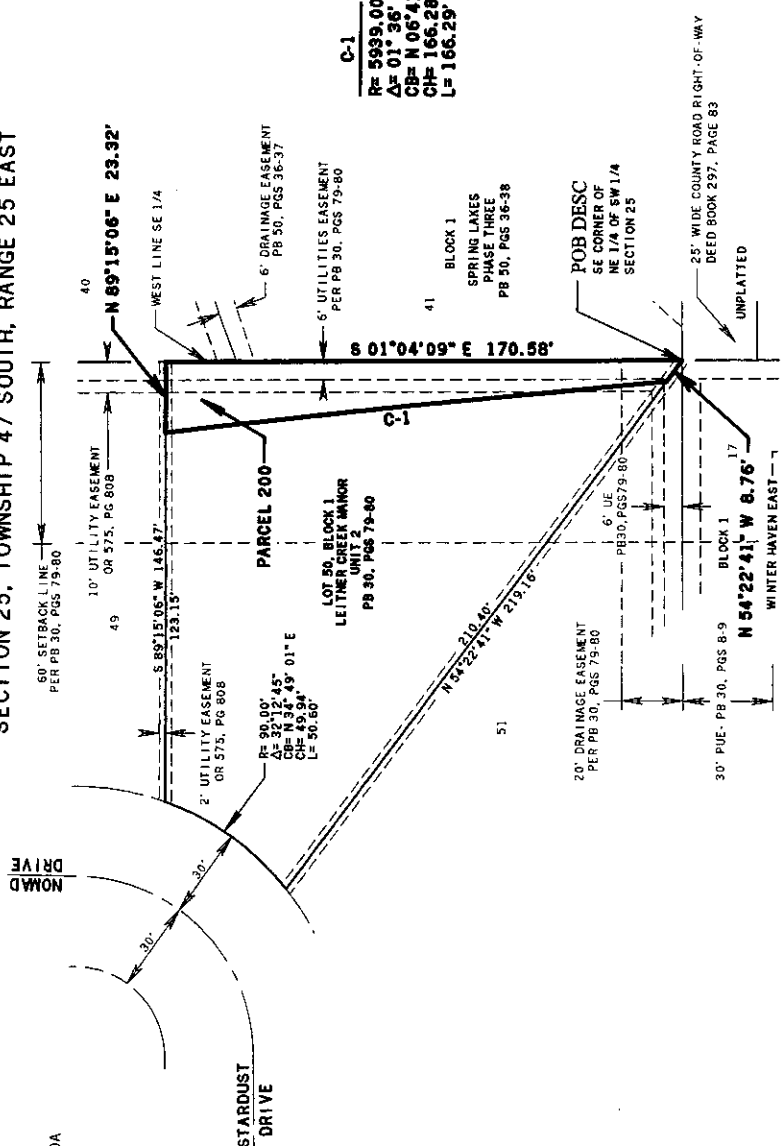 SECTION 25, TOWNSHIP 47 SOUTH, RANGE 25 EAST
60' SETBACK LINE
PER PB 30, PGS 79-80
40
N 89°15'06" E 23.32'
WEST LINE SE 1/4
6' DRAINAGE EASEMENT
PB 50, PGS 36-37
10' UTILITY EASEMENT
OR 575, PG 808
49
S 89°15'06" W 146.47'
123.15'
2' UTILITY EASEMENT
OR 575, PG 808
6' UTILITIES EASEMENT
PER PB 30, PGS 79-80
C-1
R= 5939.00
Δ= 01° 36'
CB= N 06°4
CH= 166.28
L= 166.29'
NOMAD
DRIVE
30'
30'
R= 90.00'
Δ= 32°12'45"
CB= N 34° 49' 01" E
CH= 49.94'
L= 50.60'
PARCEL 200
LOT 50, BLOCK 1
LEITNER CREEK MANOR
UNIT 2
PB 30, PGS 79-80
C-1
S 01°04'09" E 170.58'
41
BLOCK 1
SPRING LAKES
PHASE THREE
PB 50, PGS 36-38
STARDUST
DRIVE
DA
210.40'
N 54°22'41" W 219.16'
51
POB DESC
SE CORNER OF
NE 1/4 OF SW 1/4
SECTION 25
20' DRAINAGE EASEMENT
PER PB 30, PGS 79-80
6' UE
PB30, PGS79-80
25' WIDE COUNTY ROAD RIGHT-OF-WAY
DEED BOOK 297, PAGE 83
UNPLATTED
30' PUE- PB 30, PGS 8-9
BLOCK 1
17
N 54°22'41" W 8.76'
WINTER HAVEN EAST